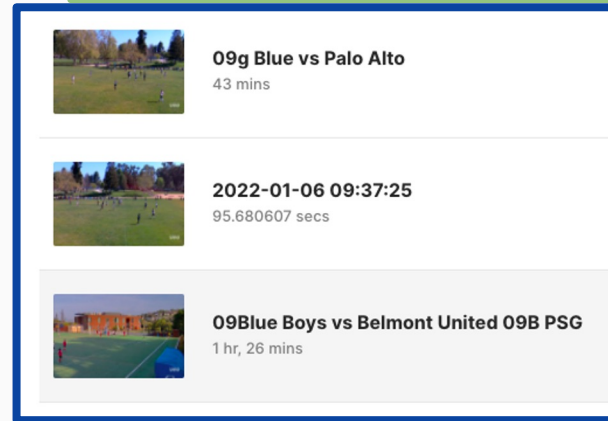 09g Blue vs Palo Alto
43 mins
2022-01-06 09:37:25
95.680607 secs
09Blue Boys vs Belmont United 09B PSG
1 hr, 26 mins